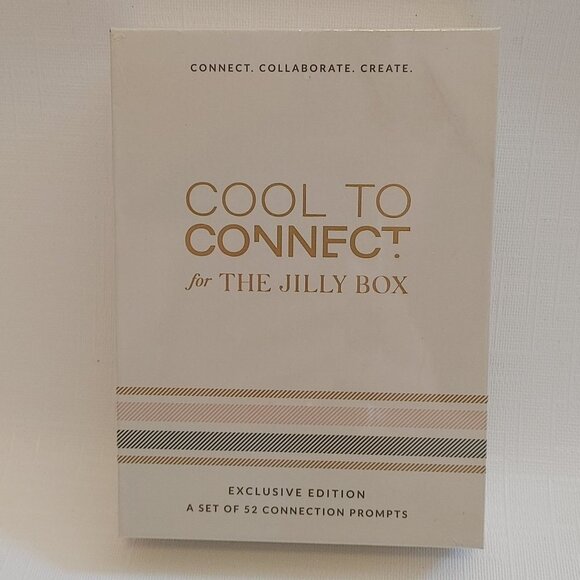 CONNECT. COLLABORATE. CREATE.
COOL TO
CONNECT.
for THE JILLY BOX
EXCLUSIVE EDITION
A SET OF 52 CONNECTION PROMPTS